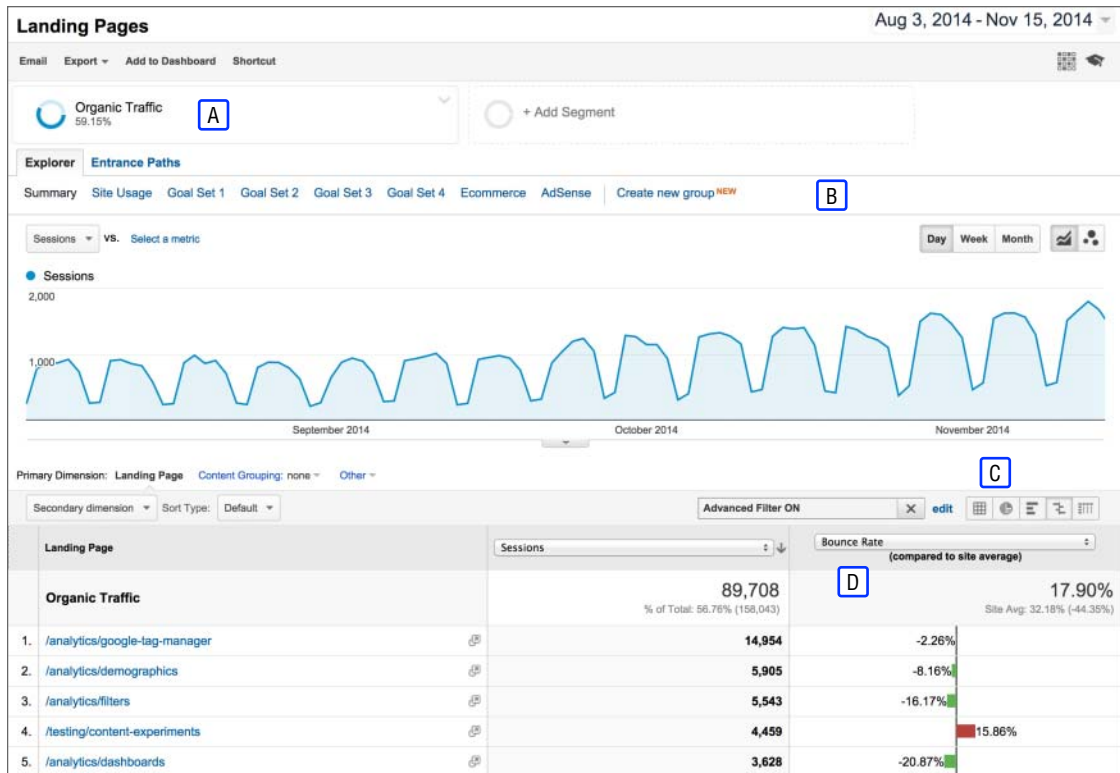 Landing Pages
Aug 3, 2014 - Nov 15, 2014
Email Export Add to Dashboard Shortcut
Organic Traffic
59.15%
A
+ Add Segment
Explorer Entrance Paths
Summary Site Usage Goal Set 1 Goal Set 2 Goal Set 3 Goal Set 4 Ecommerce AdSense Create new group NEW
B
Sessions VS. Select a metric
Day Week Month
Sessions
2,000
1,000
September 2014 October 2014 November 2014
Primary Dimension: Landing Page Content Grouping: none Other
C
Secondary dimension Sort Type: Default
Advanced Filter ON X edit
Landing Page Sessions Bounce Rate
(compared to site average)
D
Organic Traffic 89,708 17.90%
% of Total: 56.76% (158,043) Site Avg: 32.18% (-44.35%)
1. /analytics/google-tag-manager 14,954 -2.26%
2. /analytics/demographics 5,905 -8.16%
3. /analytics/filters 5,543 -16.17%
4. /testing/content-experiments 4,459 15.86%
5. /analytics/dashboards 3,628 -20.87%